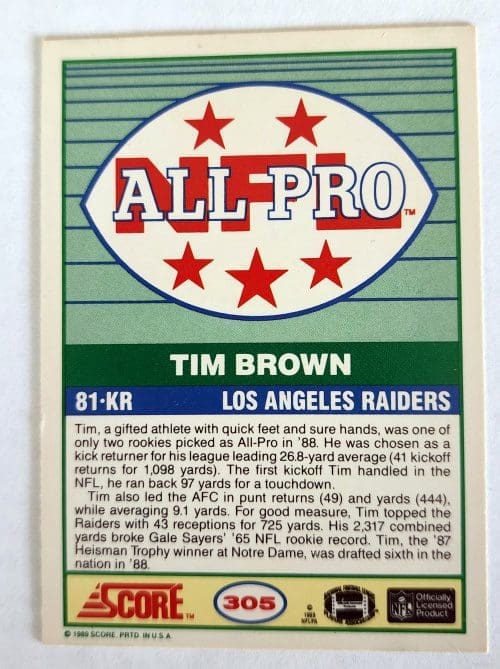 NFL
ALL PRO™
TIM BROWN
81·KR LOS ANGELES RAIDERS
Tim, a gifted athlete with quick feet and sure hands, was one of
only two rookies picked as All-Pro in '88. He was chosen as a
kick returner for his league leading 26.8-yard average (41 kickoff
returns for 1,098 yards). The first kickoff Tim handled in the
NFL, he ran back 97 yards for a touchdown.
Tim also led the AFC in punt returns (49) and yards (444),
while averaging 9.1 yards. For good measure, Tim topped the
Raiders with 43 receptions for 725 yards. His 2,317 combined
yards broke Gale Sayers' '65 NFL rookie record. Tim, the '87
Heisman Trophy winner at Notre Dame, was drafted sixth in the
nation in '88.
SCORE™
305
©
1989
NFLPA
NFL
Officially
Licensed
Product
© 1989 SCORE. PRTD. IN U.S.A.